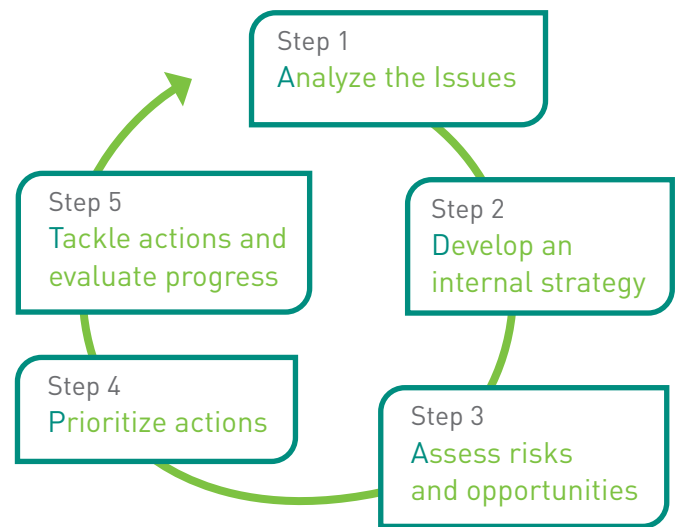 Step 1
Analyze the Issues
Step 2
Develop an
internal strategy
Step 3
Assess risks
and opportunities
Step 4
Prioritize actions
Step 5
Tackle actions and
evaluate progress